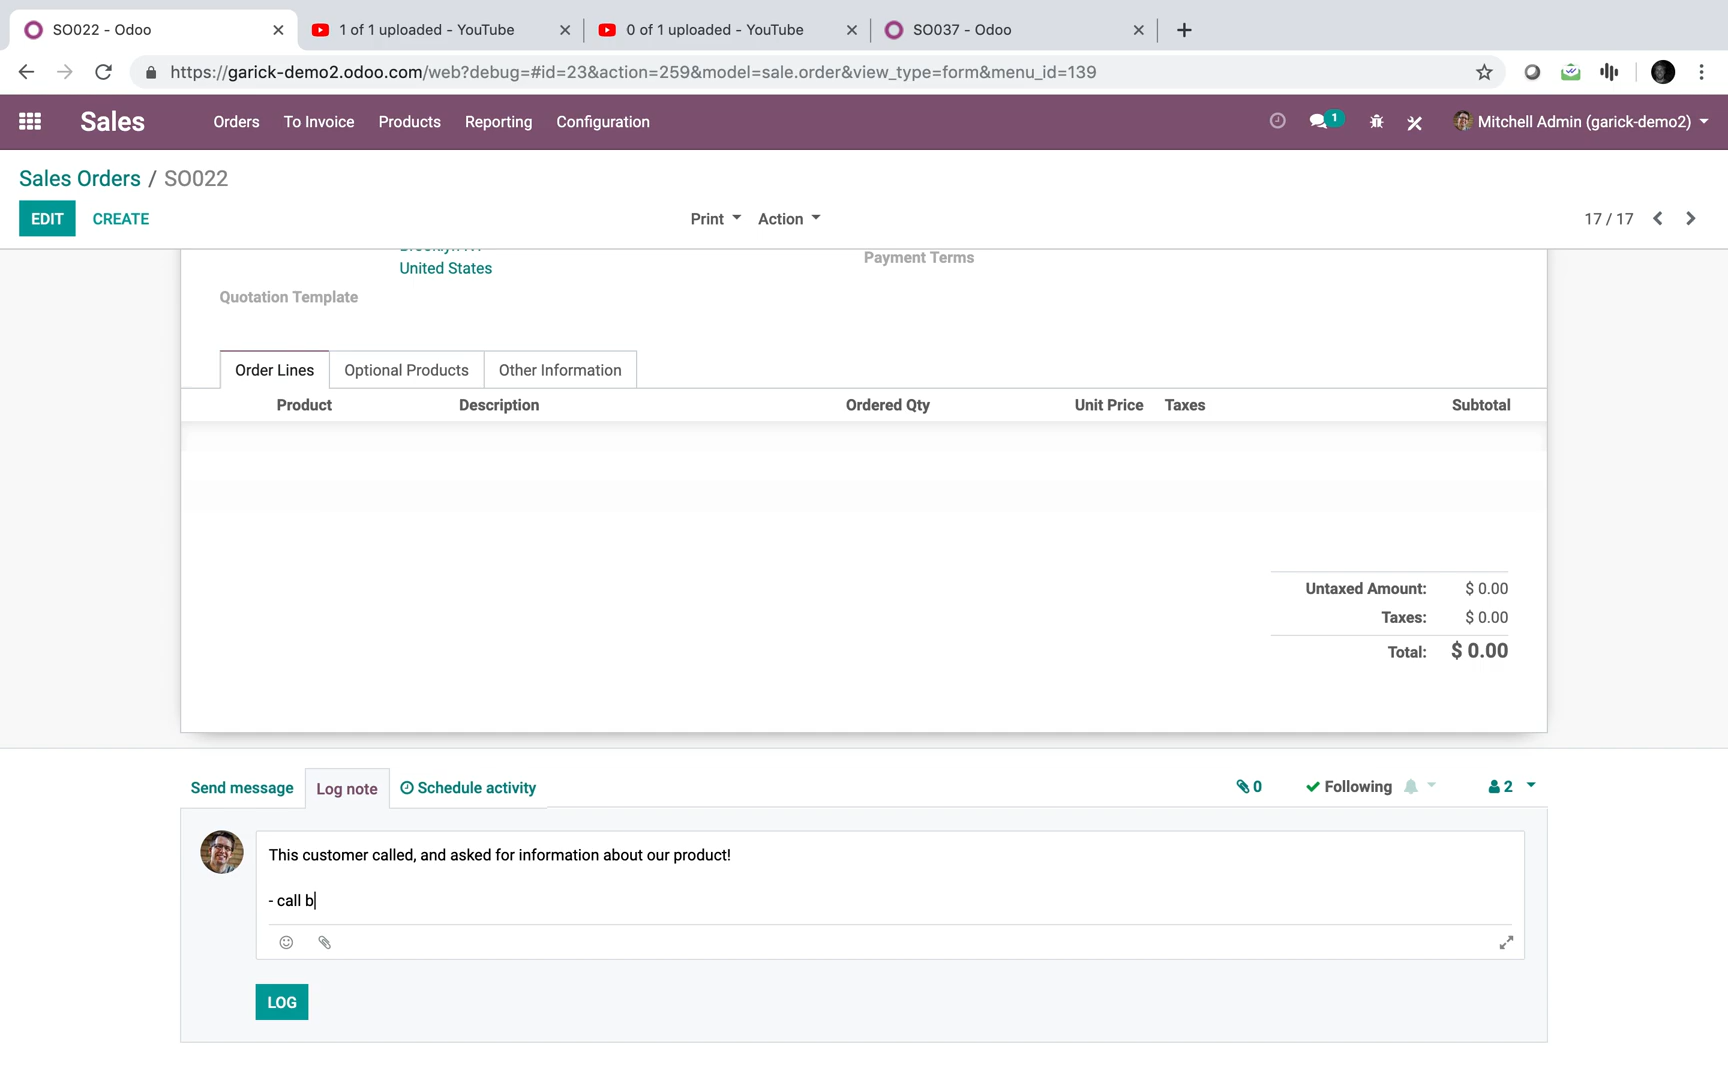 SO022 - Odoo
1 of 1 uploaded - YouTube
0 of 1 uploaded - YouTube
SO037 - Odoo
https://garick-demo2.odoo.com/web?debug=#id=23&action=259&model=sale.order&view_type=form&menu_id=139
Sales
Orders
To Invoice
Products
Reporting
Configuration
1
Mitchell Admin (garick-demo2)
Sales Orders / SO022
EDIT
CREATE
Print
Action
17 / 17
United States
Payment Terms
Quotation Template
Order Lines
Optional Products
Other Information
Product
Description
Ordered Qty
Unit Price
Taxes
Subtotal
Untaxed Amount: $ 0.00
Taxes: $ 0.00
Total: $ 0.00
Send message
Log note
Schedule activity
0
Following
2
This customer called, and asked for information about our product!
- call b
LOG